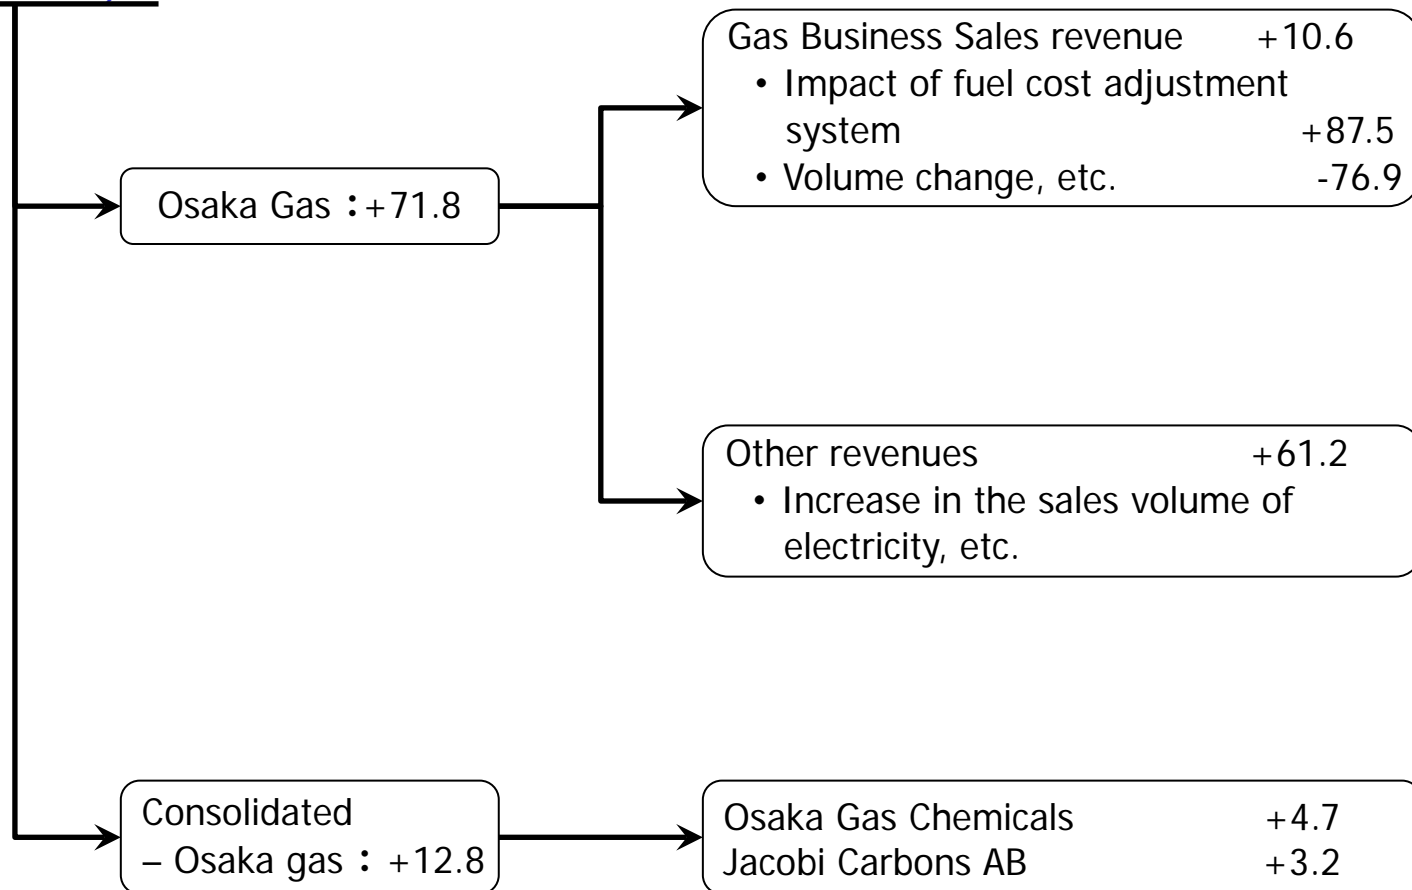 Gas Business Sales revenue +10.6
• Impact of fuel cost adjustment
system +87.5
• Volume change, etc. -76.9
Osaka Gas：+71.8
Other revenues +61.2
• Increase in the sales volume of
electricity, etc.
Consolidated
– Osaka gas： +12.8
Osaka Gas Chemicals +4.7
Jacobi Carbons AB +3.2